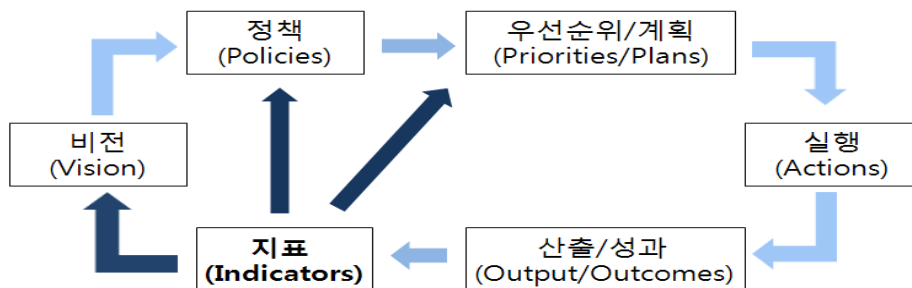 정책
(Policies)
우선순위/계획
(Priorities/Plans)
비전
(Vision)
실행
(Actions)
지표
(Indicators)
산출/성과
(Output/Outcomes)